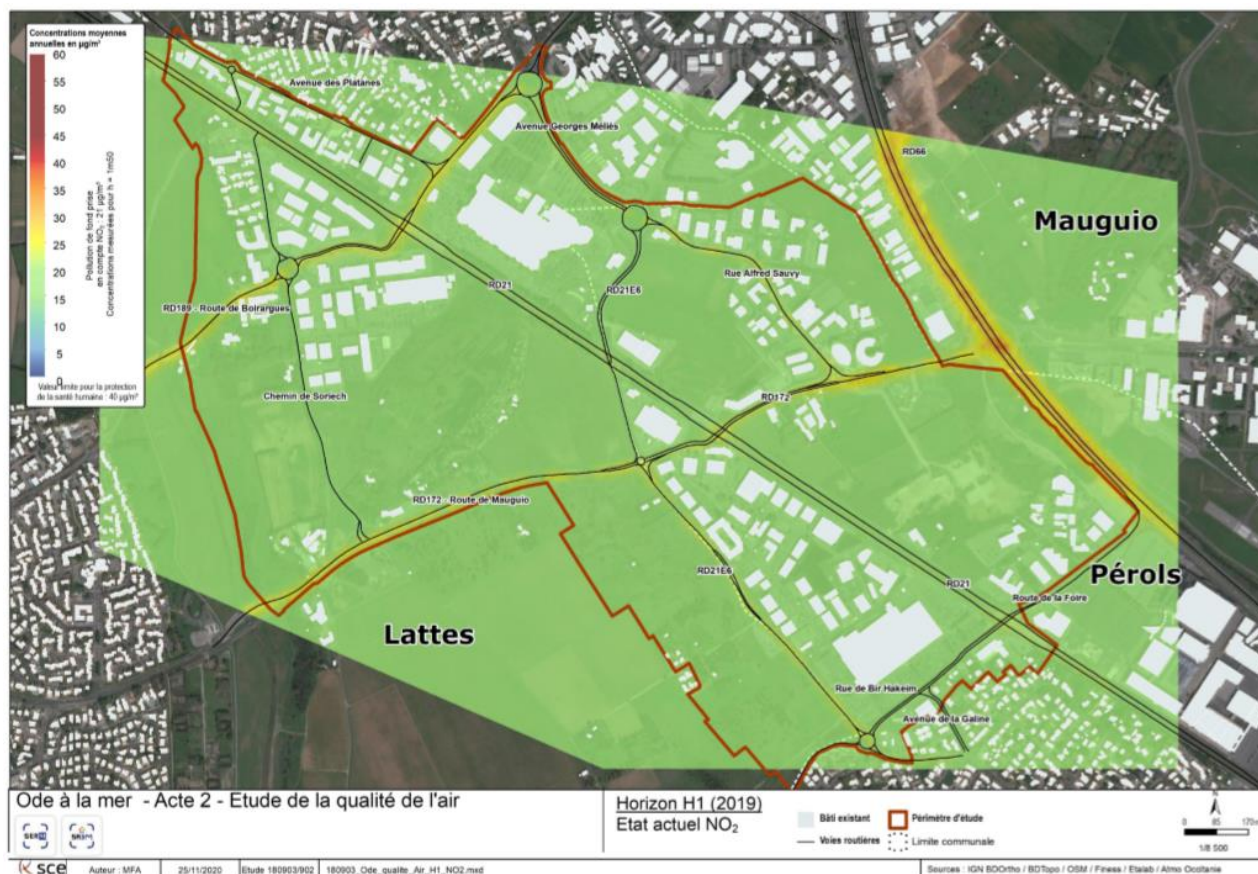 Concentrations moyennes
annuelles en µg/m³
60
55
50
45
40
35
30
25
20
15
10
5
0
Pollution de fond prise
en compte NO₂ : 21 µg/m³
Concentrations mesurées pour h = 1m50
Valeur limite pour la protection
de la santé humaine : 40 µg/m³
Avenue des Platanes
Avenue Georges Méliès
RD66
Mauguio
Rue Alfred Sauvy
RD21
RD21E6
RD189 - Route de Boirargues
Chemin de Soriech
RD172
RD172 - Route de Mauguio
RD21E6
RD21
Pérols
Route de la Foire
Lattes
Rue de Bir Hakeim
Avenue de la Galine
Ode à la mer - Acte 2 - Etude de la qualité de l'air
Horizon H1 (2019)
Etat actuel NO₂
Bâti existant
Périmètre d'étude
Voies routières
Limite communale
N
0 85 170
1/8 500
sce
Auteur : MFA
25/11/2020
Etude 180903/902
180903_Ode_qualite_Air_H1_NO2.mxd
Sources : IGN BDOrtho / BDTopo / OSM / Finess / Etalab / Atmo Occitanie